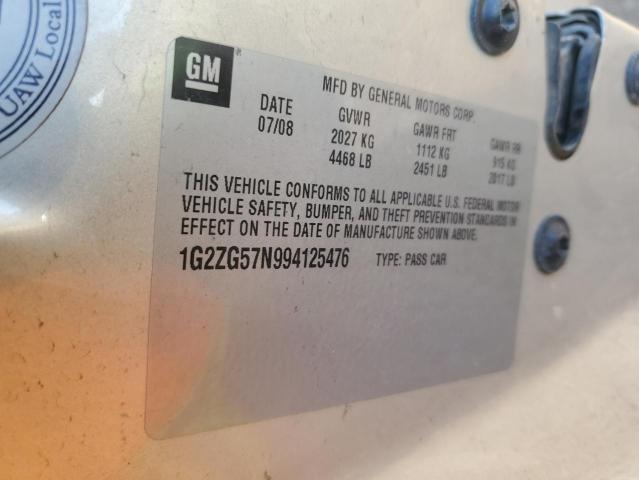 UAW Local
GM
MFD BY GENERAL MOTORS CORP.
DATE GVWR GAWR FRT GAWR RR
07/08 2027 KG 1112 KG 915 KG
4468 LB 2451 LB 2017 LB
THIS VEHICLE CONFORMS TO ALL APPLICABLE U.S. FEDERAL MOTOR
VEHICLE SAFETY, BUMPER, AND THEFT PREVENTION STANDARDS IN
EFFECT ON THE DATE OF MANUFACTURE SHOWN ABOVE.
1G2ZG57N994125476 TYPE: PASS CAR